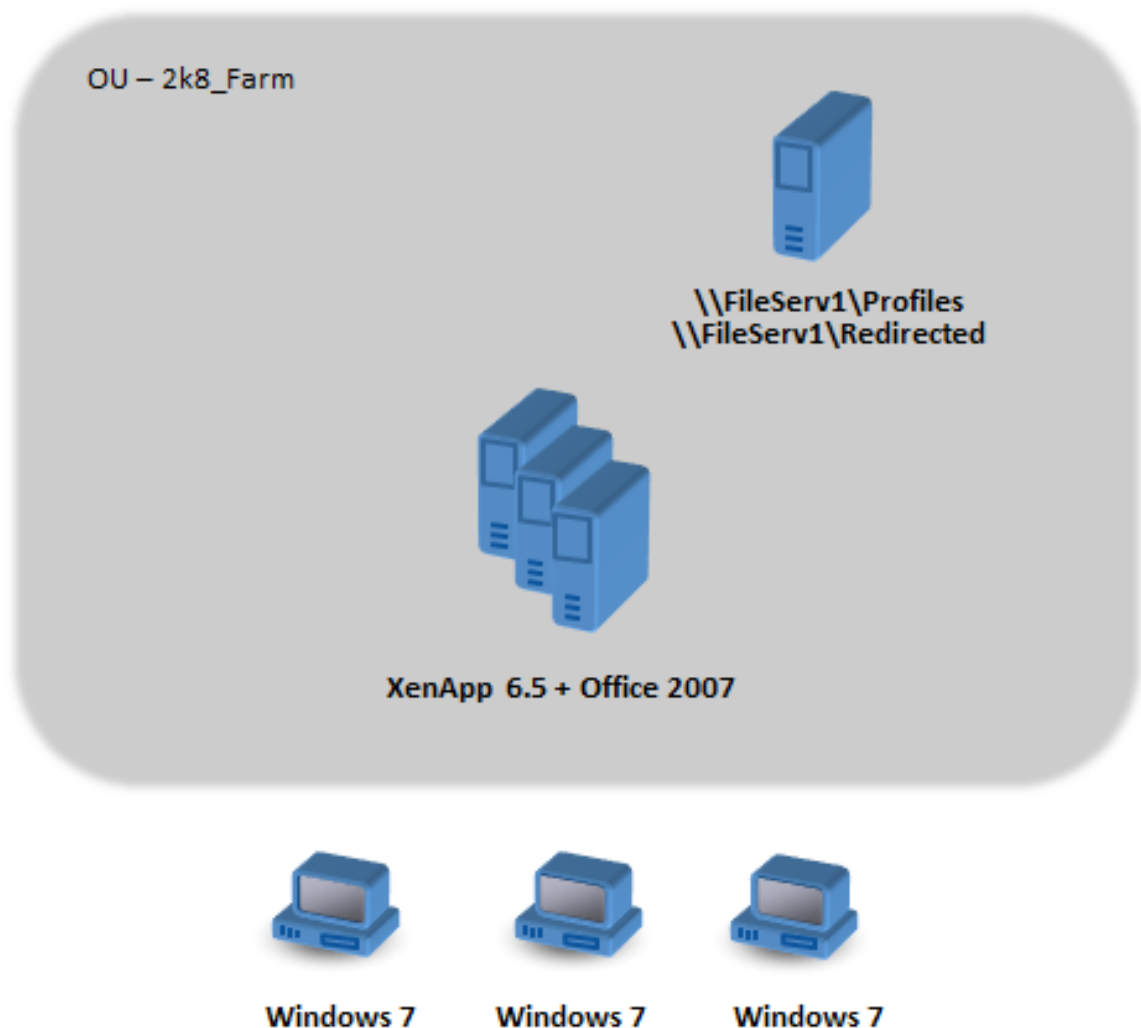 OU – 2k8_Farm
\\FileServ1\Profiles
\\FileServ1\Redirected
XenApp 6.5 + Office 2007
Windows 7
Windows 7
Windows 7